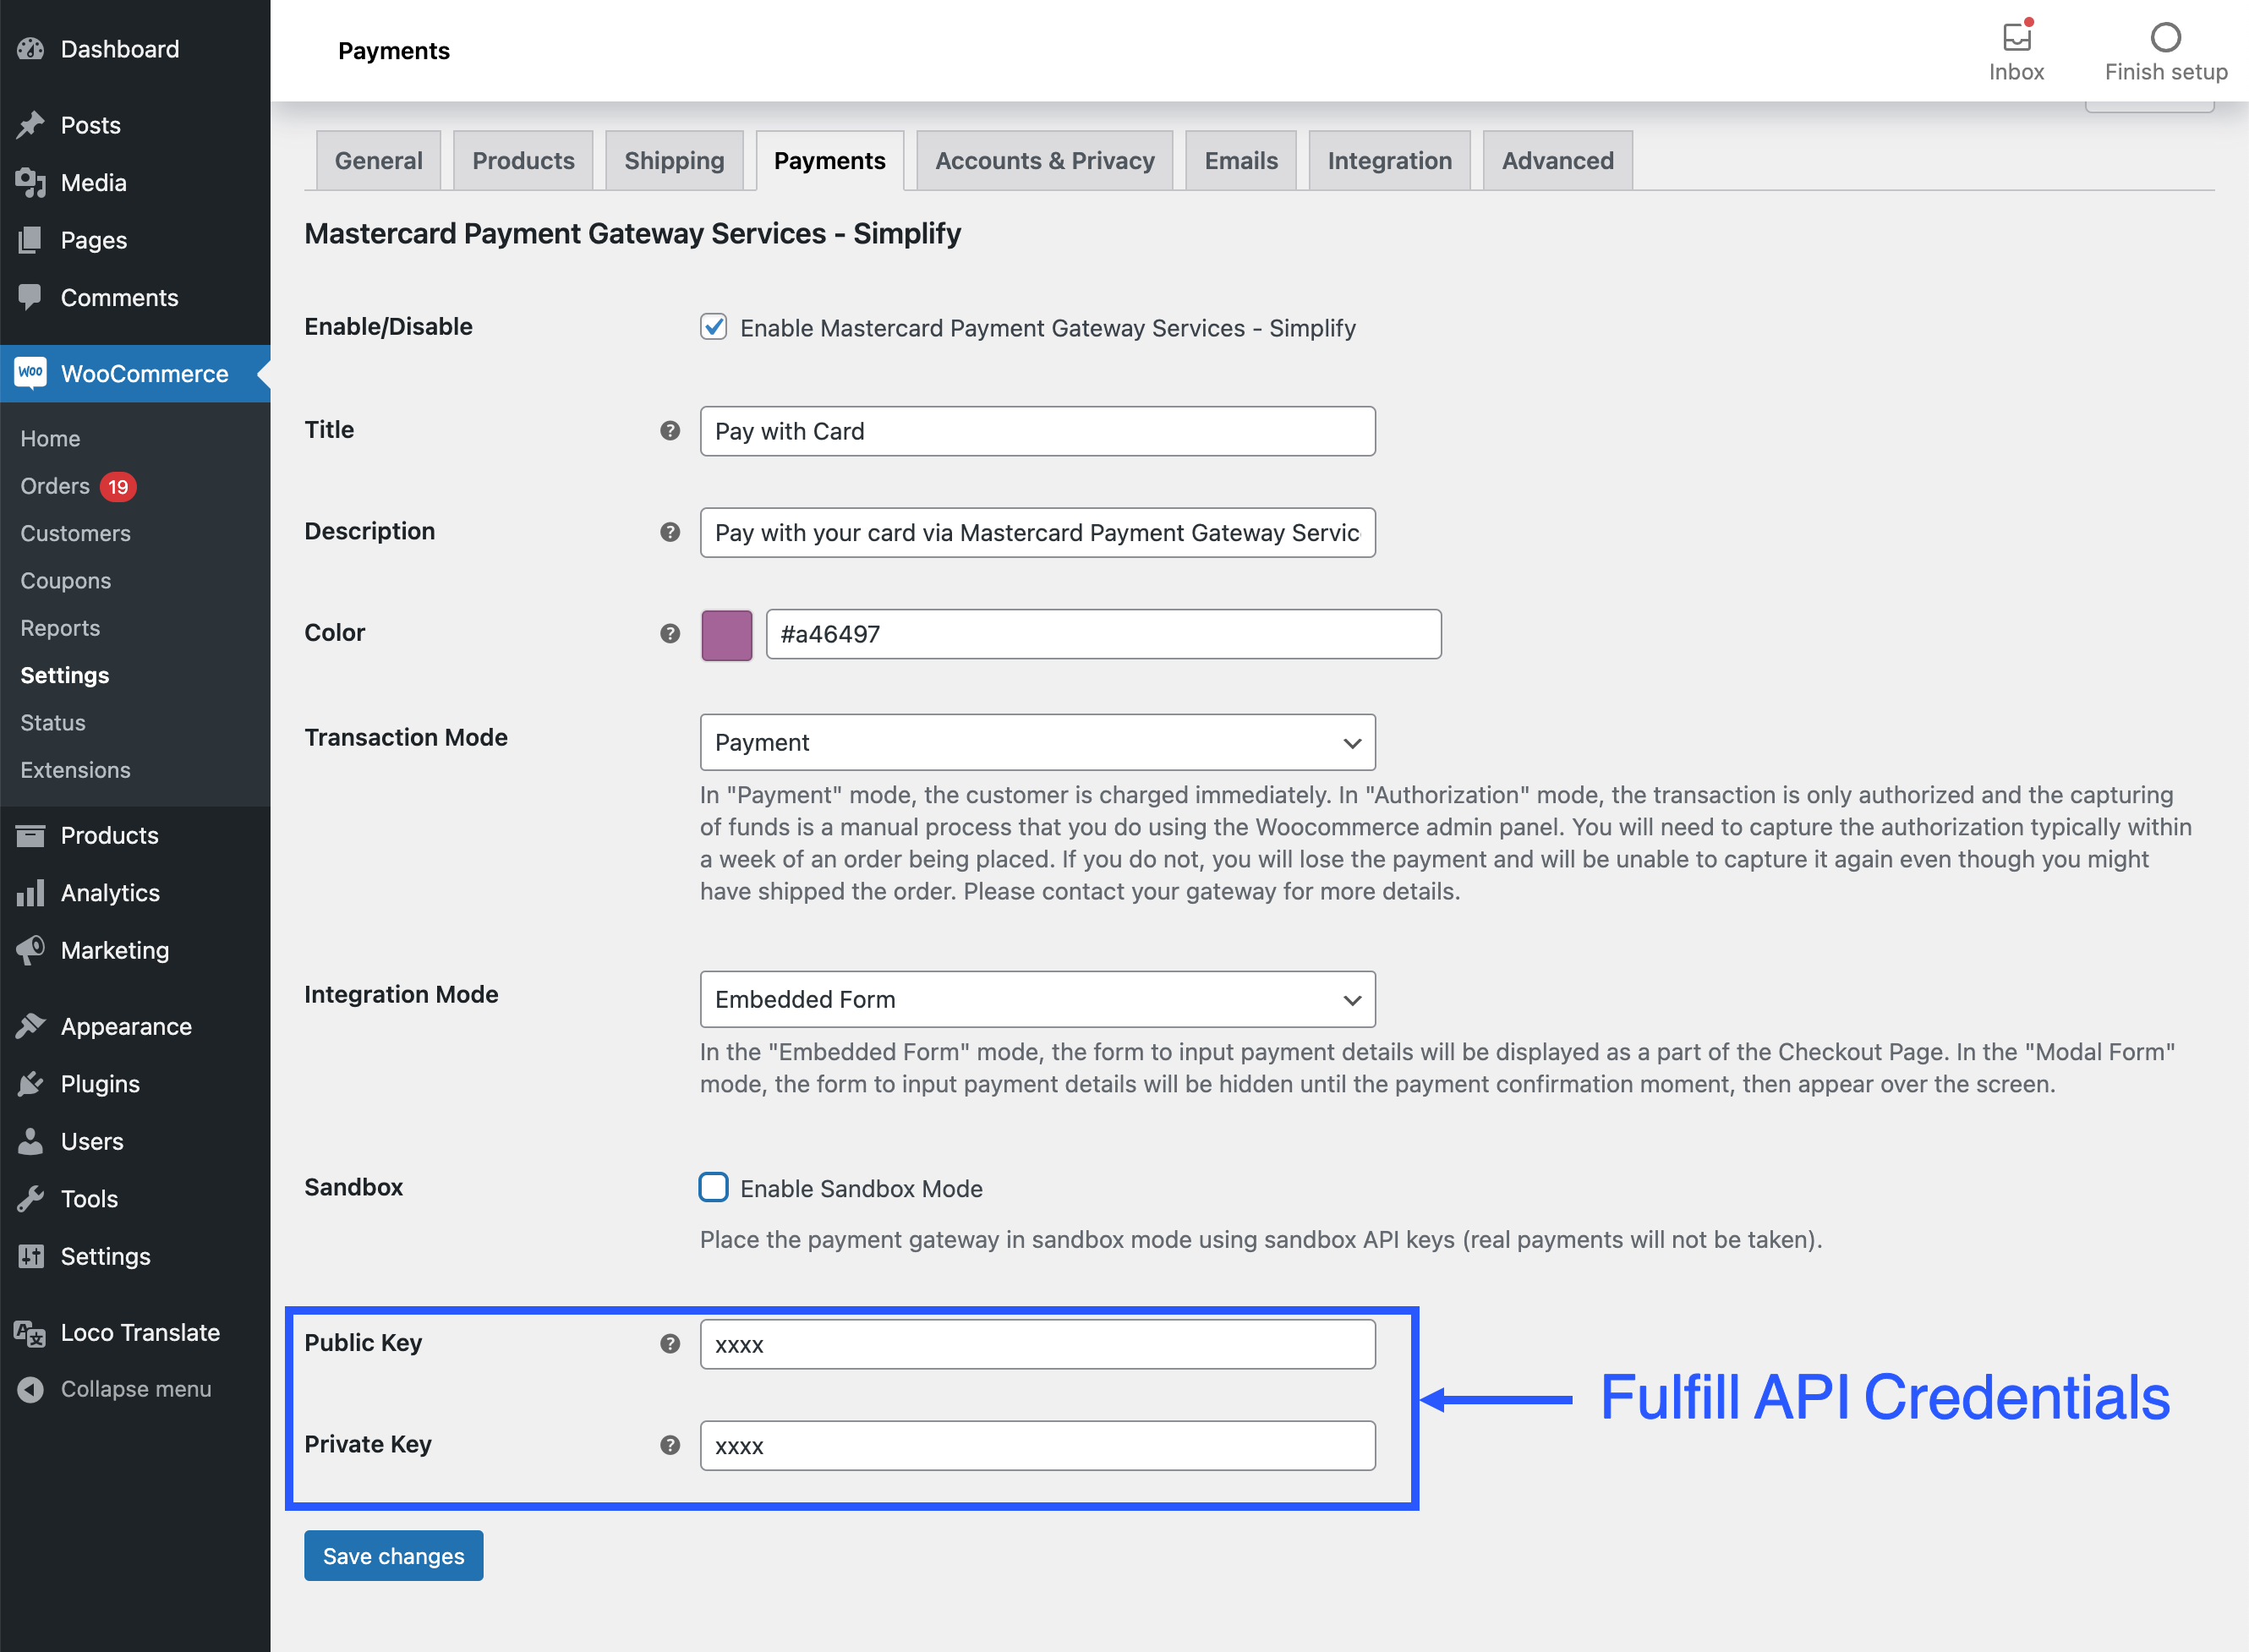 Dashboard
Posts
Media
Pages
Comments
Woo WooCommerce
Home
Orders 19
Customers
Coupons
Reports
Settings
Status
Extensions
Products
Analytics
Marketing
Appearance
Plugins
Users
Tools
Settings
Loco Translate
Collapse menu
Payments
Inbox
Finish setup
General Products Shipping Payments Accounts & Privacy Emails Integration Advanced
Mastercard Payment Gateway Services - Simplify
Enable/Disable Enable Mastercard Payment Gateway Services - Simplify
Title ? Pay with Card
Description ? Pay with your card via Mastercard Payment Gateway Servic
Color ? #a46497
Transaction Mode Payment
In "Payment" mode, the customer is charged immediately. In "Authorization" mode, the transaction is only authorized and the capturing
of funds is a manual process that you do using the Woocommerce admin panel. You will need to capture the authorization typically within
a week of an order being placed. If you do not, you will lose the payment and will be unable to capture it again even though you might
have shipped the order. Please contact your gateway for more details.
Integration Mode Embedded Form
In the "Embedded Form" mode, the form to input payment details will be displayed as a part of the Checkout Page. In the "Modal Form"
mode, the form to input payment details will be hidden until the payment confirmation moment, then appear over the screen.
Sandbox Enable Sandbox Mode
Place the payment gateway in sandbox mode using sandbox API keys (real payments will not be taken).
Public Key ? xxxx
Private Key ? xxxx
Fulfill API Credentials
Save changes